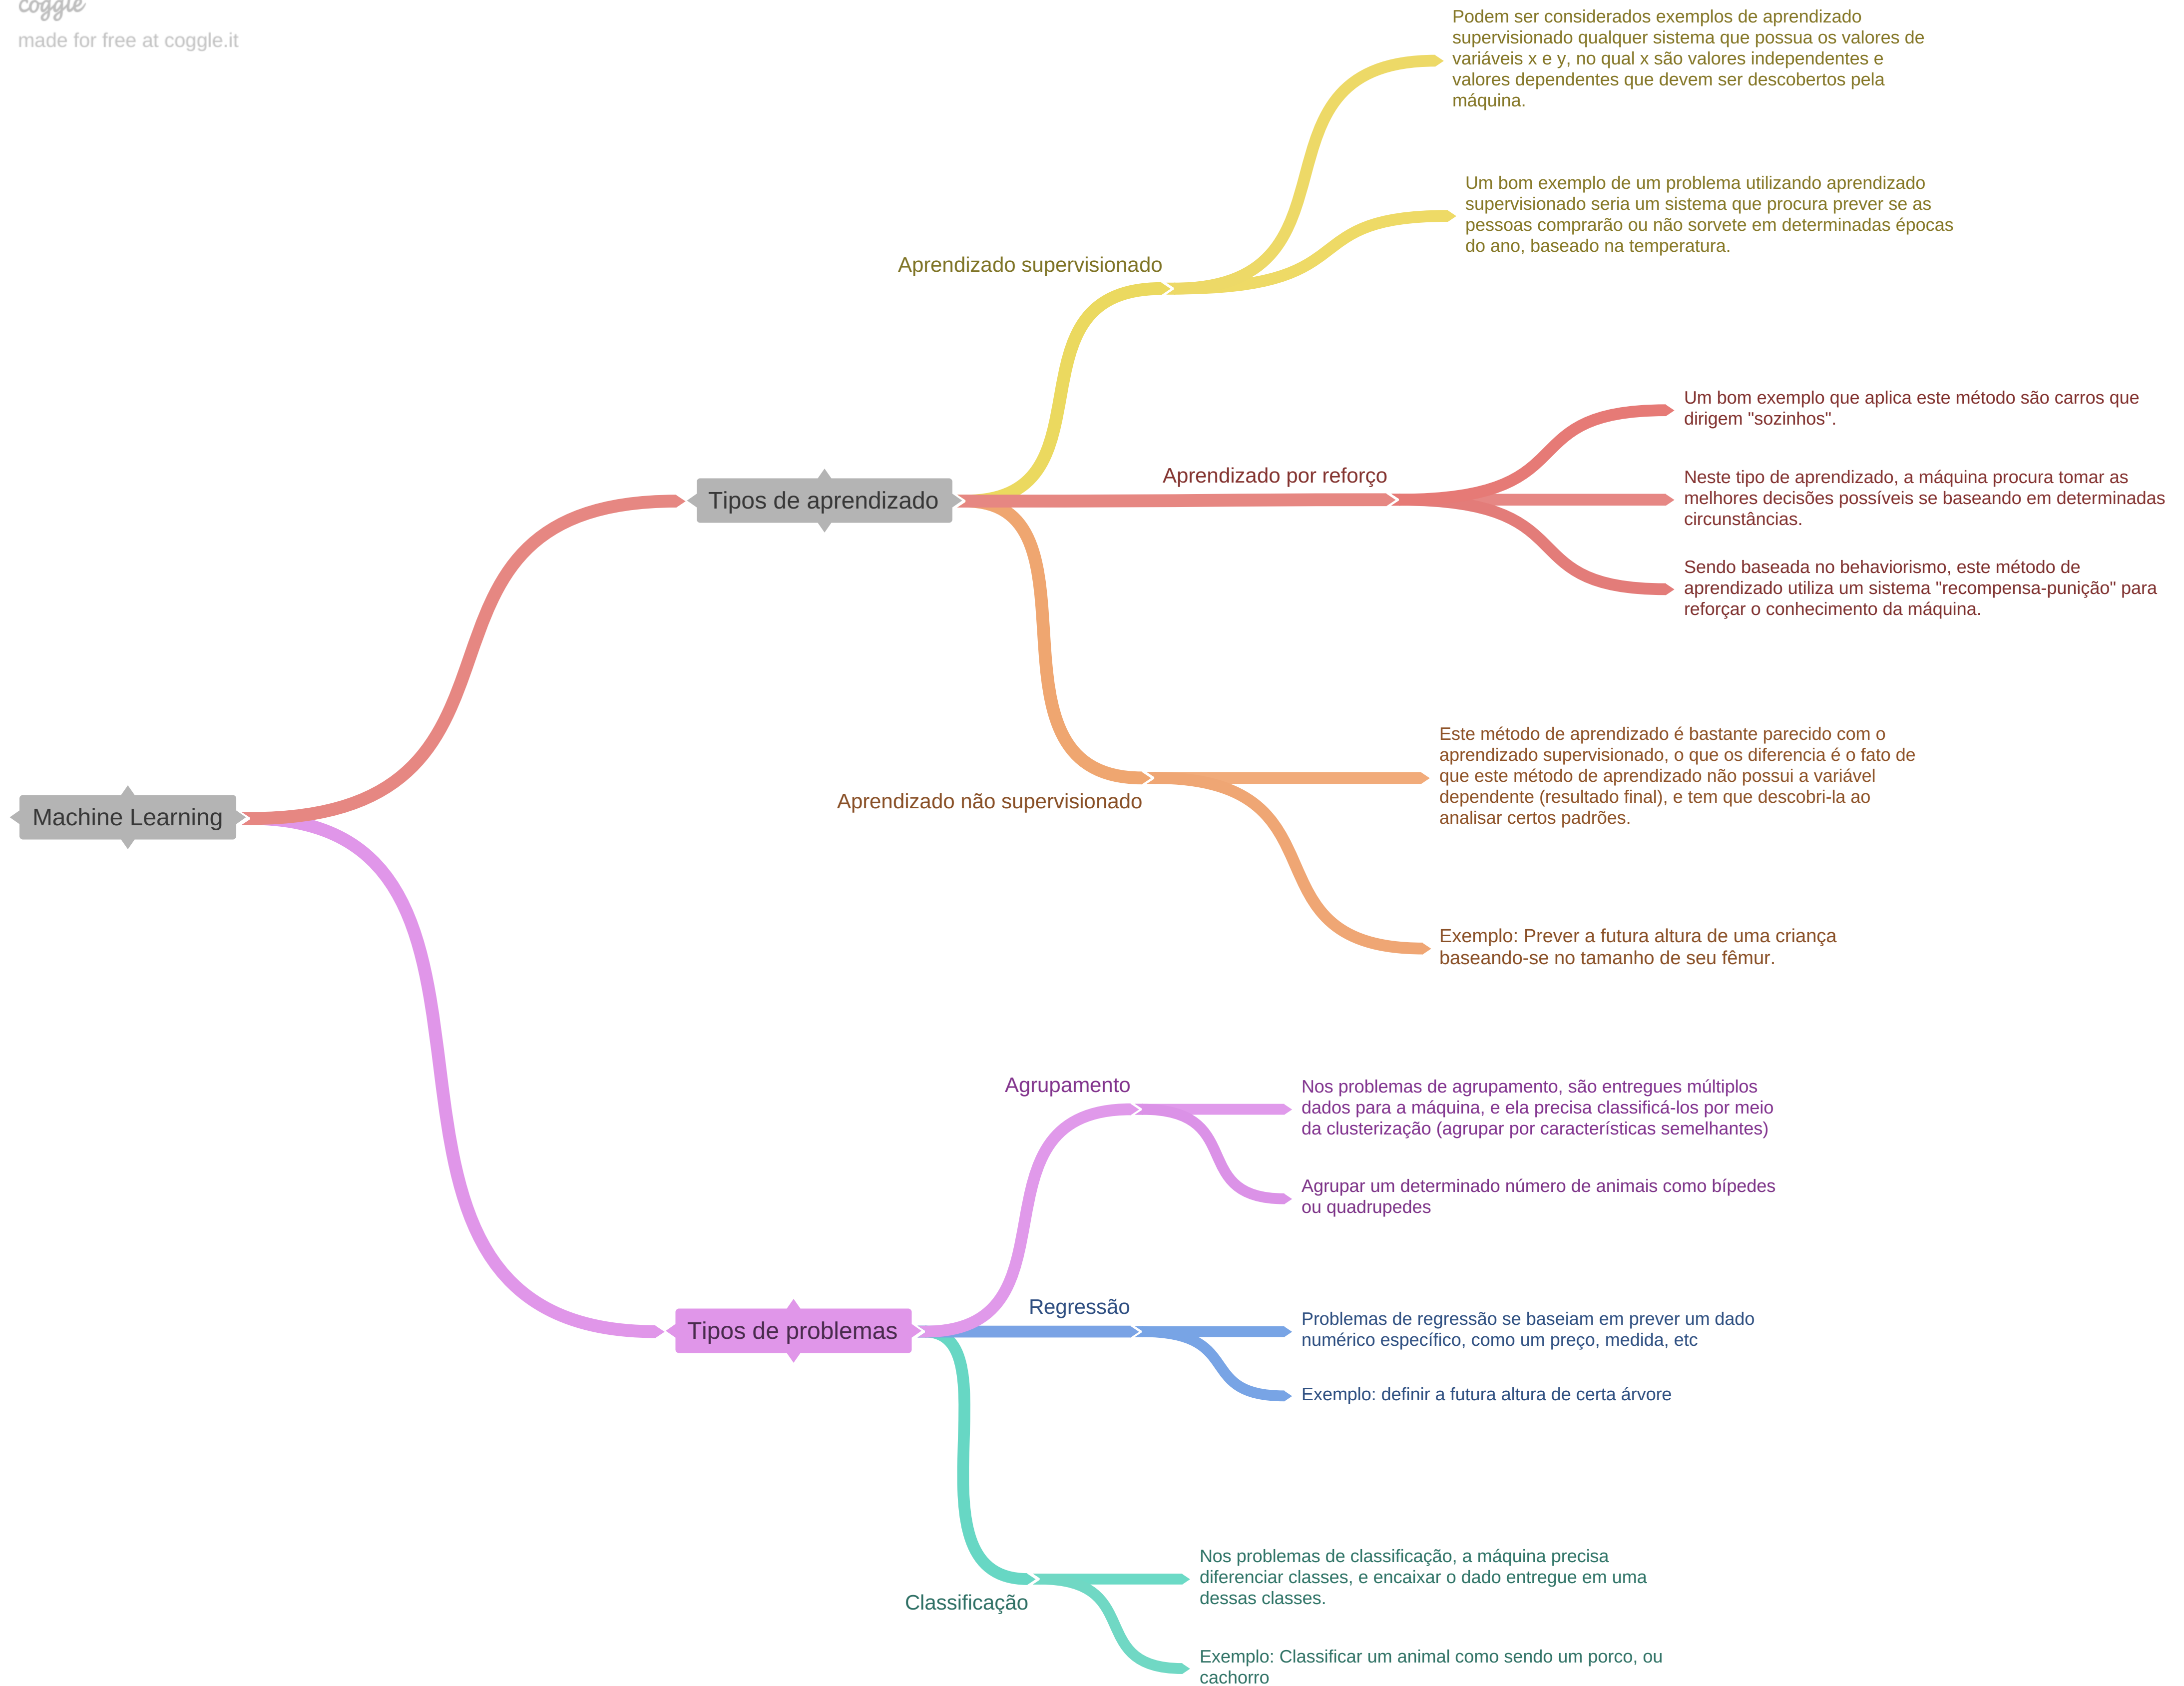 coggle
made for free at coggle.it
Podem ser considerados exemplos de aprendizado
supervisionado qualquer sistema que possua os valores de
variáveis x e y, no qual x são valores independentes e
valores dependentes que devem ser descobertos pela
máquina.
Um bom exemplo de um problema utilizando aprendizado
supervisionado seria um sistema que procura prever se as
pessoas comprarão ou não sorvete em determinadas épocas
do ano, baseado na temperatura.
Aprendizado supervisionado
Um bom exemplo que aplica este método são carros que
dirigem "sozinhos".
Aprendizado por reforço
Neste tipo de aprendizado, a máquina procura tomar as
melhores decisões possíveis se baseando em determinadas
circunstâncias.
Tipos de aprendizado
Sendo baseada no behaviorismo, este método de
aprendizado utiliza um sistema "recompensa-punição" para
reforçar o conhecimento da máquina.
Este método de aprendizado é bastante parecido com o
aprendizado supervisionado, o que os diferencia é o fato de
que este método de aprendizado não possui a variável
dependente (resultado final), e tem que descobri-la ao
analisar certos padrões.
Aprendizado não supervisionado
Machine Learning
Exemplo: Prever a futura altura de uma criança
baseando-se no tamanho de seu fêmur.
Agrupamento
Nos problemas de agrupamento, são entregues múltiplos
dados para a máquina, e ela precisa classificá-los por meio
da clusterização (agrupar por características semelhantes)
Agrupar um determinado número de animais como bípedes
ou quadrupedes
Regressão
Tipos de problemas
Problemas de regressão se baseiam em prever um dado
numérico específico, como um preço, medida, etc
Exemplo: definir a futura altura de certa árvore
Nos problemas de classificação, a máquina precisa
diferenciar classes, e encaixar o dado entregue em uma
dessas classes.
Classificação
Exemplo: Classificar um animal como sendo um porco, ou
cachorro